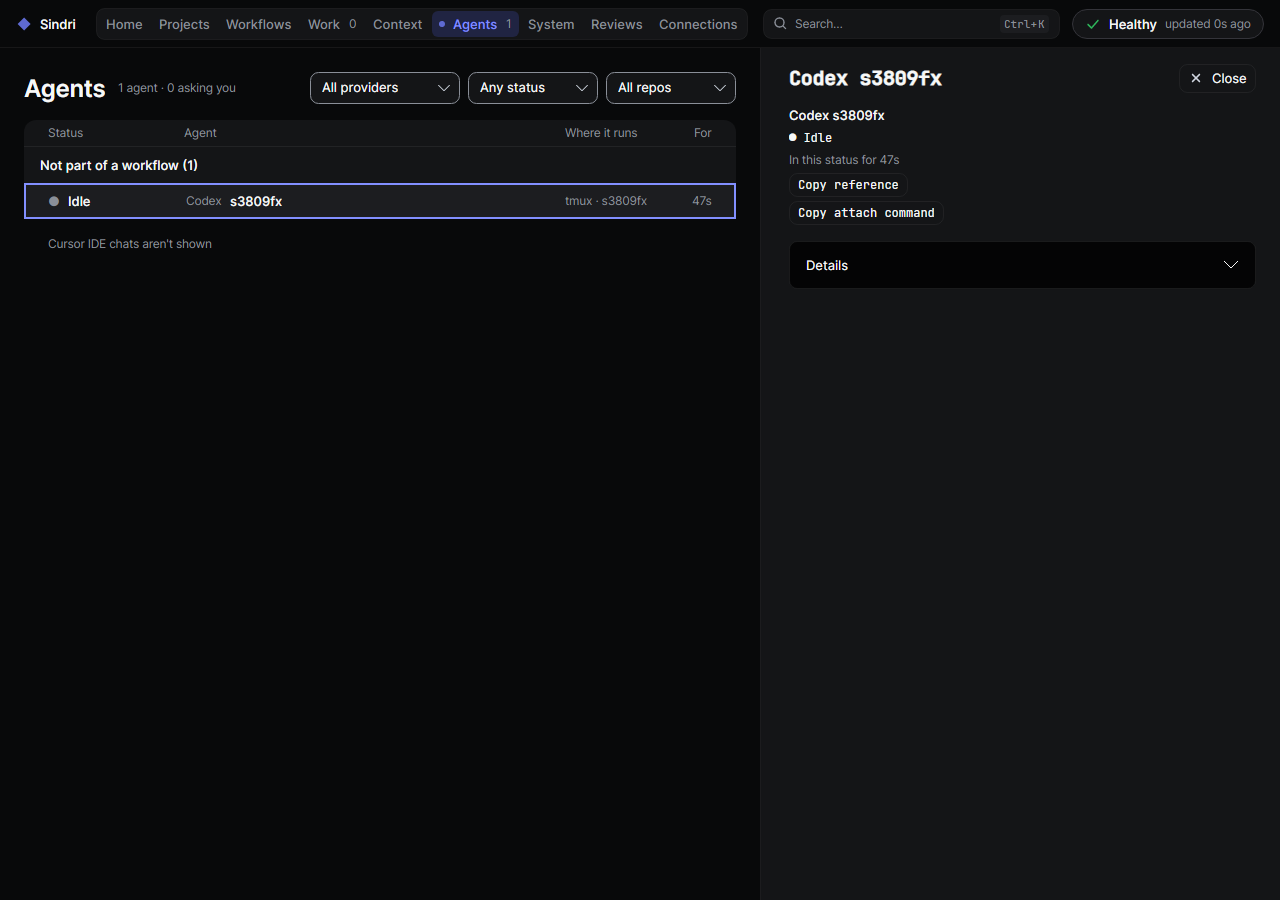 Sindri
Home Projects Workflows Work 0 Context Agents 1 System Reviews Connections
Search... Ctrl+K
Healthy updated 0s ago
Agents 1 agent · 0 asking you
All providers Any status All repos
Status Agent Where it runs For
Not part of a workflow (1)
Idle Codex s3809fx tmux · s3809fx 47s
Cursor IDE chats aren't shown
Codex s3809fx
Close
Codex s3809fx
Idle
In this status for 47s
Copy reference
Copy attach command
Details